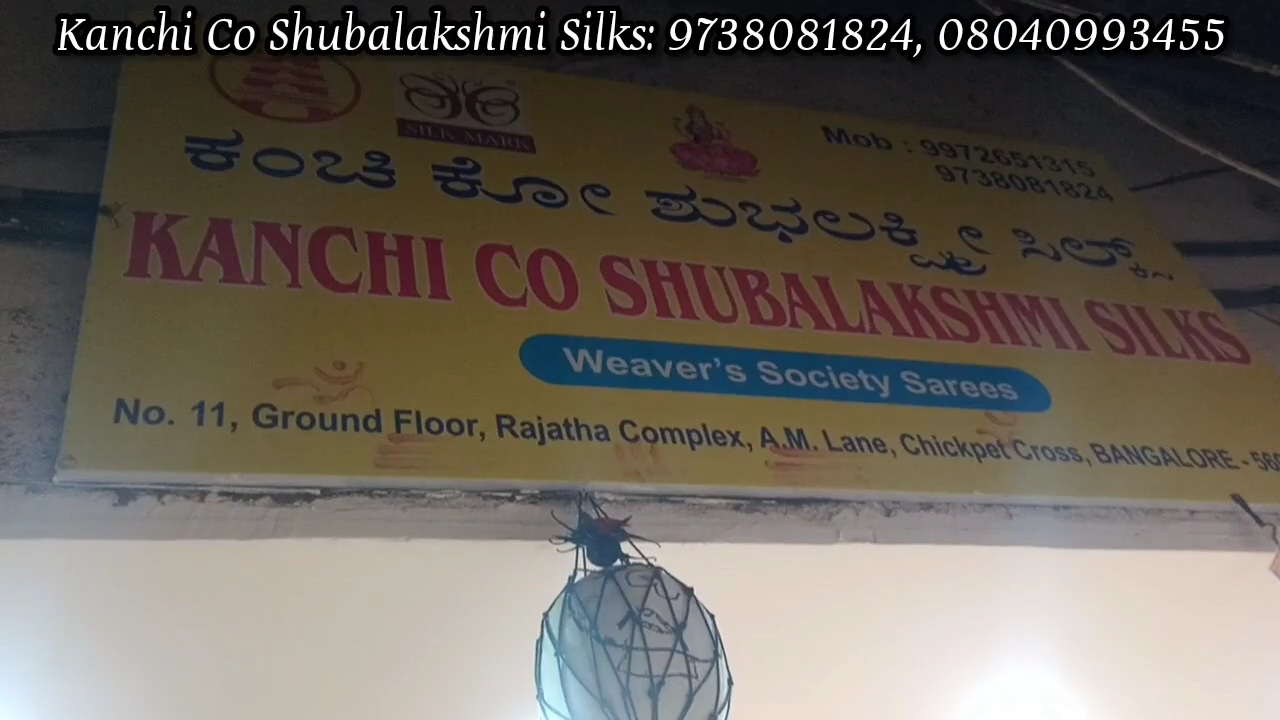 Kanchi Co Shubalakshmi Silks: 9738081824, 08040993455
SILK MARK
Mob : 9972651315
9738081824
ಕಂಚಿ ಕೋ ಶುಭಲಕ್ಷ್ಮೀ ಸಿಲ್ಕ್ಸ್
KANCHI CO SHUBALAKSHMI SILKS
Weaver's Society Sarees
No. 11, Ground Floor, Rajatha Complex, A.M. Lane, Chickpet Cross, BANGALORE - 560